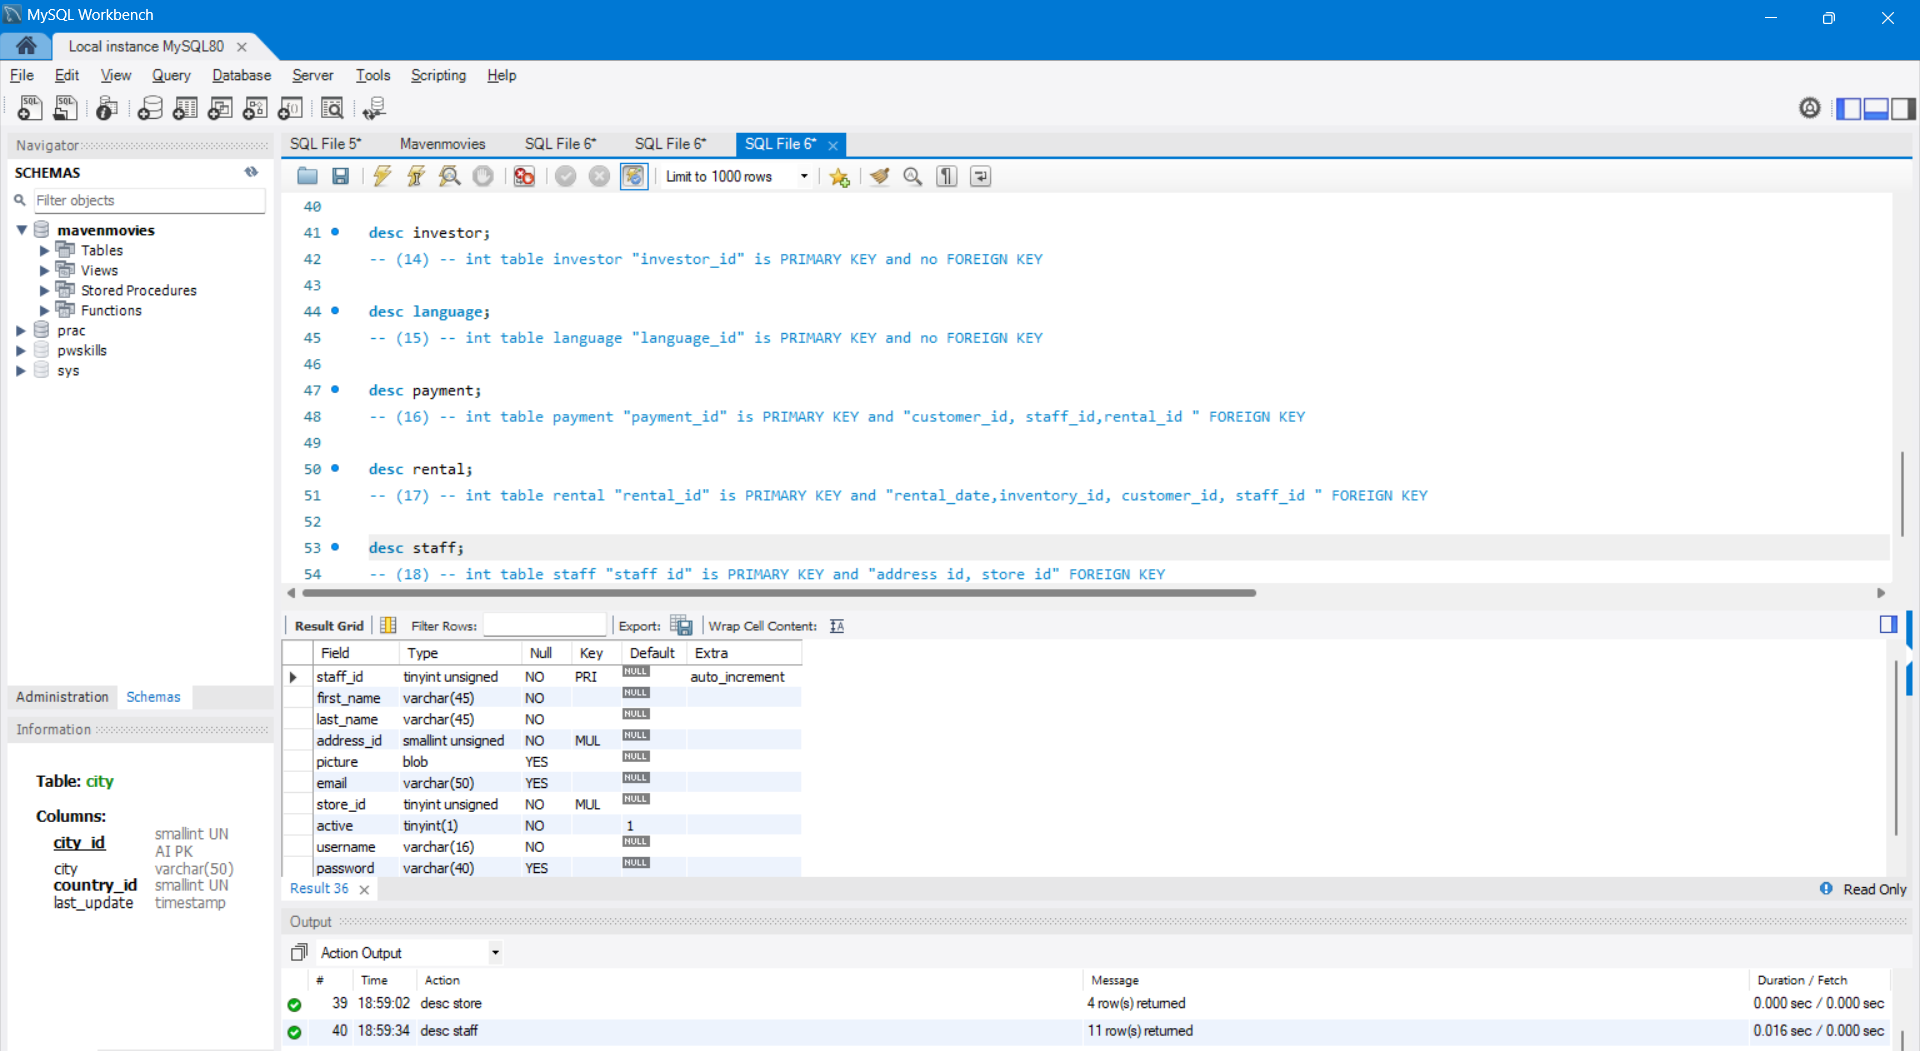 MySQL Workbench
Local instance MySQL80
File Edit View Query Database Server Tools Scripting Help
Navigator
SCHEMAS
Filter objects
mavenmovies
Tables
Views
Stored Procedures
Functions
prac
pwskills
sys
Administration Schemas
Information
Table: city
Columns:
city_id smallint UN AI PK
city varchar(50)
country_id smallint UN
last_update timestamp
SQL File 5* Mavenmovies SQL File 6* SQL File 6* SQL File 6*
Limit to 1000 rows
40
41 desc investor;
42 -- (14) -- int table investor "investor_id" is PRIMARY KEY and no FOREIGN KEY
43
44 desc language;
45 -- (15) -- int table language "language_id" is PRIMARY KEY and no FOREIGN KEY
46
47 desc payment;
48 -- (16) -- int table payment "payment_id" is PRIMARY KEY and "customer_id, staff_id,rental_id " FOREIGN KEY
49
50 desc rental;
51 -- (17) -- int table rental "rental_id" is PRIMARY KEY and "rental_date,inventory_id, customer_id, staff_id " FOREIGN KEY
52
53 desc staff;
54 -- (18) -- int table staff "staff id" is PRIMARY KEY and "address id, store id" FOREIGN KEY
Result Grid Filter Rows: Export: Wrap Cell Content:
Field Type Null Key Default Extra
staff_id tinyint unsigned NO PRI NULL auto_increment
first_name varchar(45) NO NULL
last_name varchar(45) NO NULL
address_id smallint unsigned NO MUL NULL
picture blob YES NULL
email varchar(50) YES NULL
store_id tinyint unsigned NO MUL NULL
active tinyint(1) NO 1
username varchar(16) NO NULL
password varchar(40) YES NULL
Result 36 Read Only
Output
Action Output
# Time Action Message Duration / Fetch
39 18:59:02 desc store 4 row(s) returned 0.000 sec / 0.000 sec
40 18:59:34 desc staff 11 row(s) returned 0.016 sec / 0.000 sec